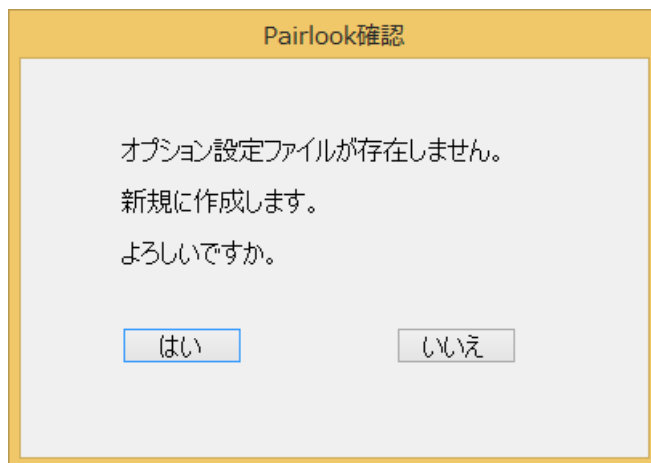 Pairlook確認
オプション設定ファイルが存在しません。
新規に作成します。
よろしいですか。
はい
いいえ